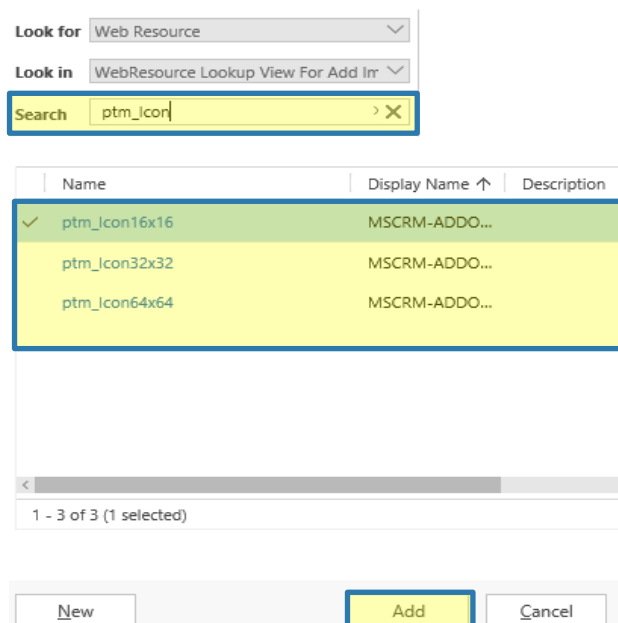 Look for Web Resource
Look in WebResource Lookup View For Add Im
Search ptm_Icon
Name Display Name ↑ Description
ptm_Icon16x16 MSCRM-ADDO...
ptm_Icon32x32 MSCRM-ADDO...
ptm_Icon64x64 MSCRM-ADDO...
1 - 3 of 3 (1 selected)
New Add Cancel